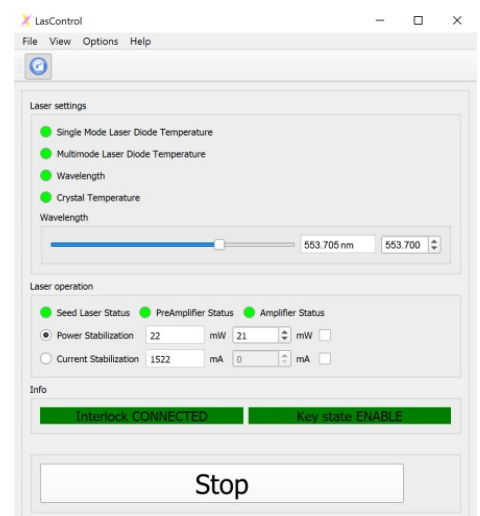 LasControl
File View Options Help
Laser settings
Single Mode Laser Diode Temperature
Multimode Laser Diode Temperature
Wavelength
Crystal Temperature
Wavelength
553.705 nm 553.700
Laser operation
Seed Laser Status PreAmplifier Status Amplifier Status
Power Stabilization 22 mW 21 mW
Current Stabilization 1522 mA 0 mA
Info
Interlock CONNECTED Key state ENABLE
Stop